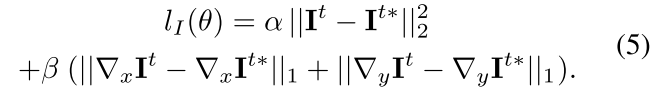 l_I(θ) = α ||I^t − I^{t*}||_2^2
+β (||∇_x I^t − ∇_x I^{t*}||_1 + ||∇_y I^t − ∇_y I^{t*}||_1). (5)